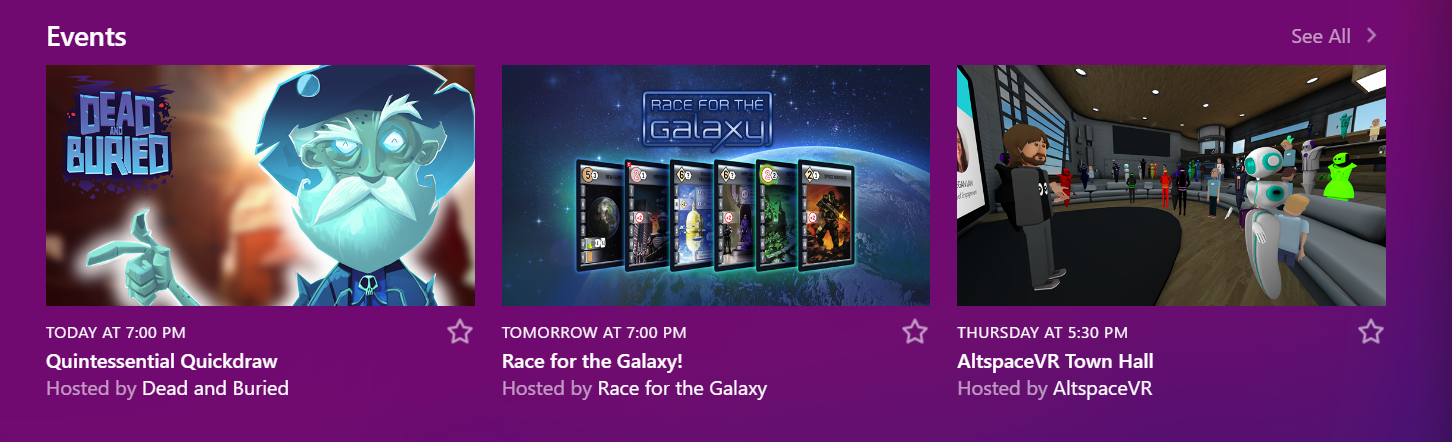 Events
See All
DEAD
AND
BURIED
RACE FOR THE
GALAXY
TODAY AT 7:00 PM
Quintessential Quickdraw
Hosted by Dead and Buried
TOMORROW AT 7:00 PM
Race for the Galaxy!
Hosted by Race for the Galaxy
THURSDAY AT 5:30 PM
AltspaceVR Town Hall
Hosted by AltspaceVR